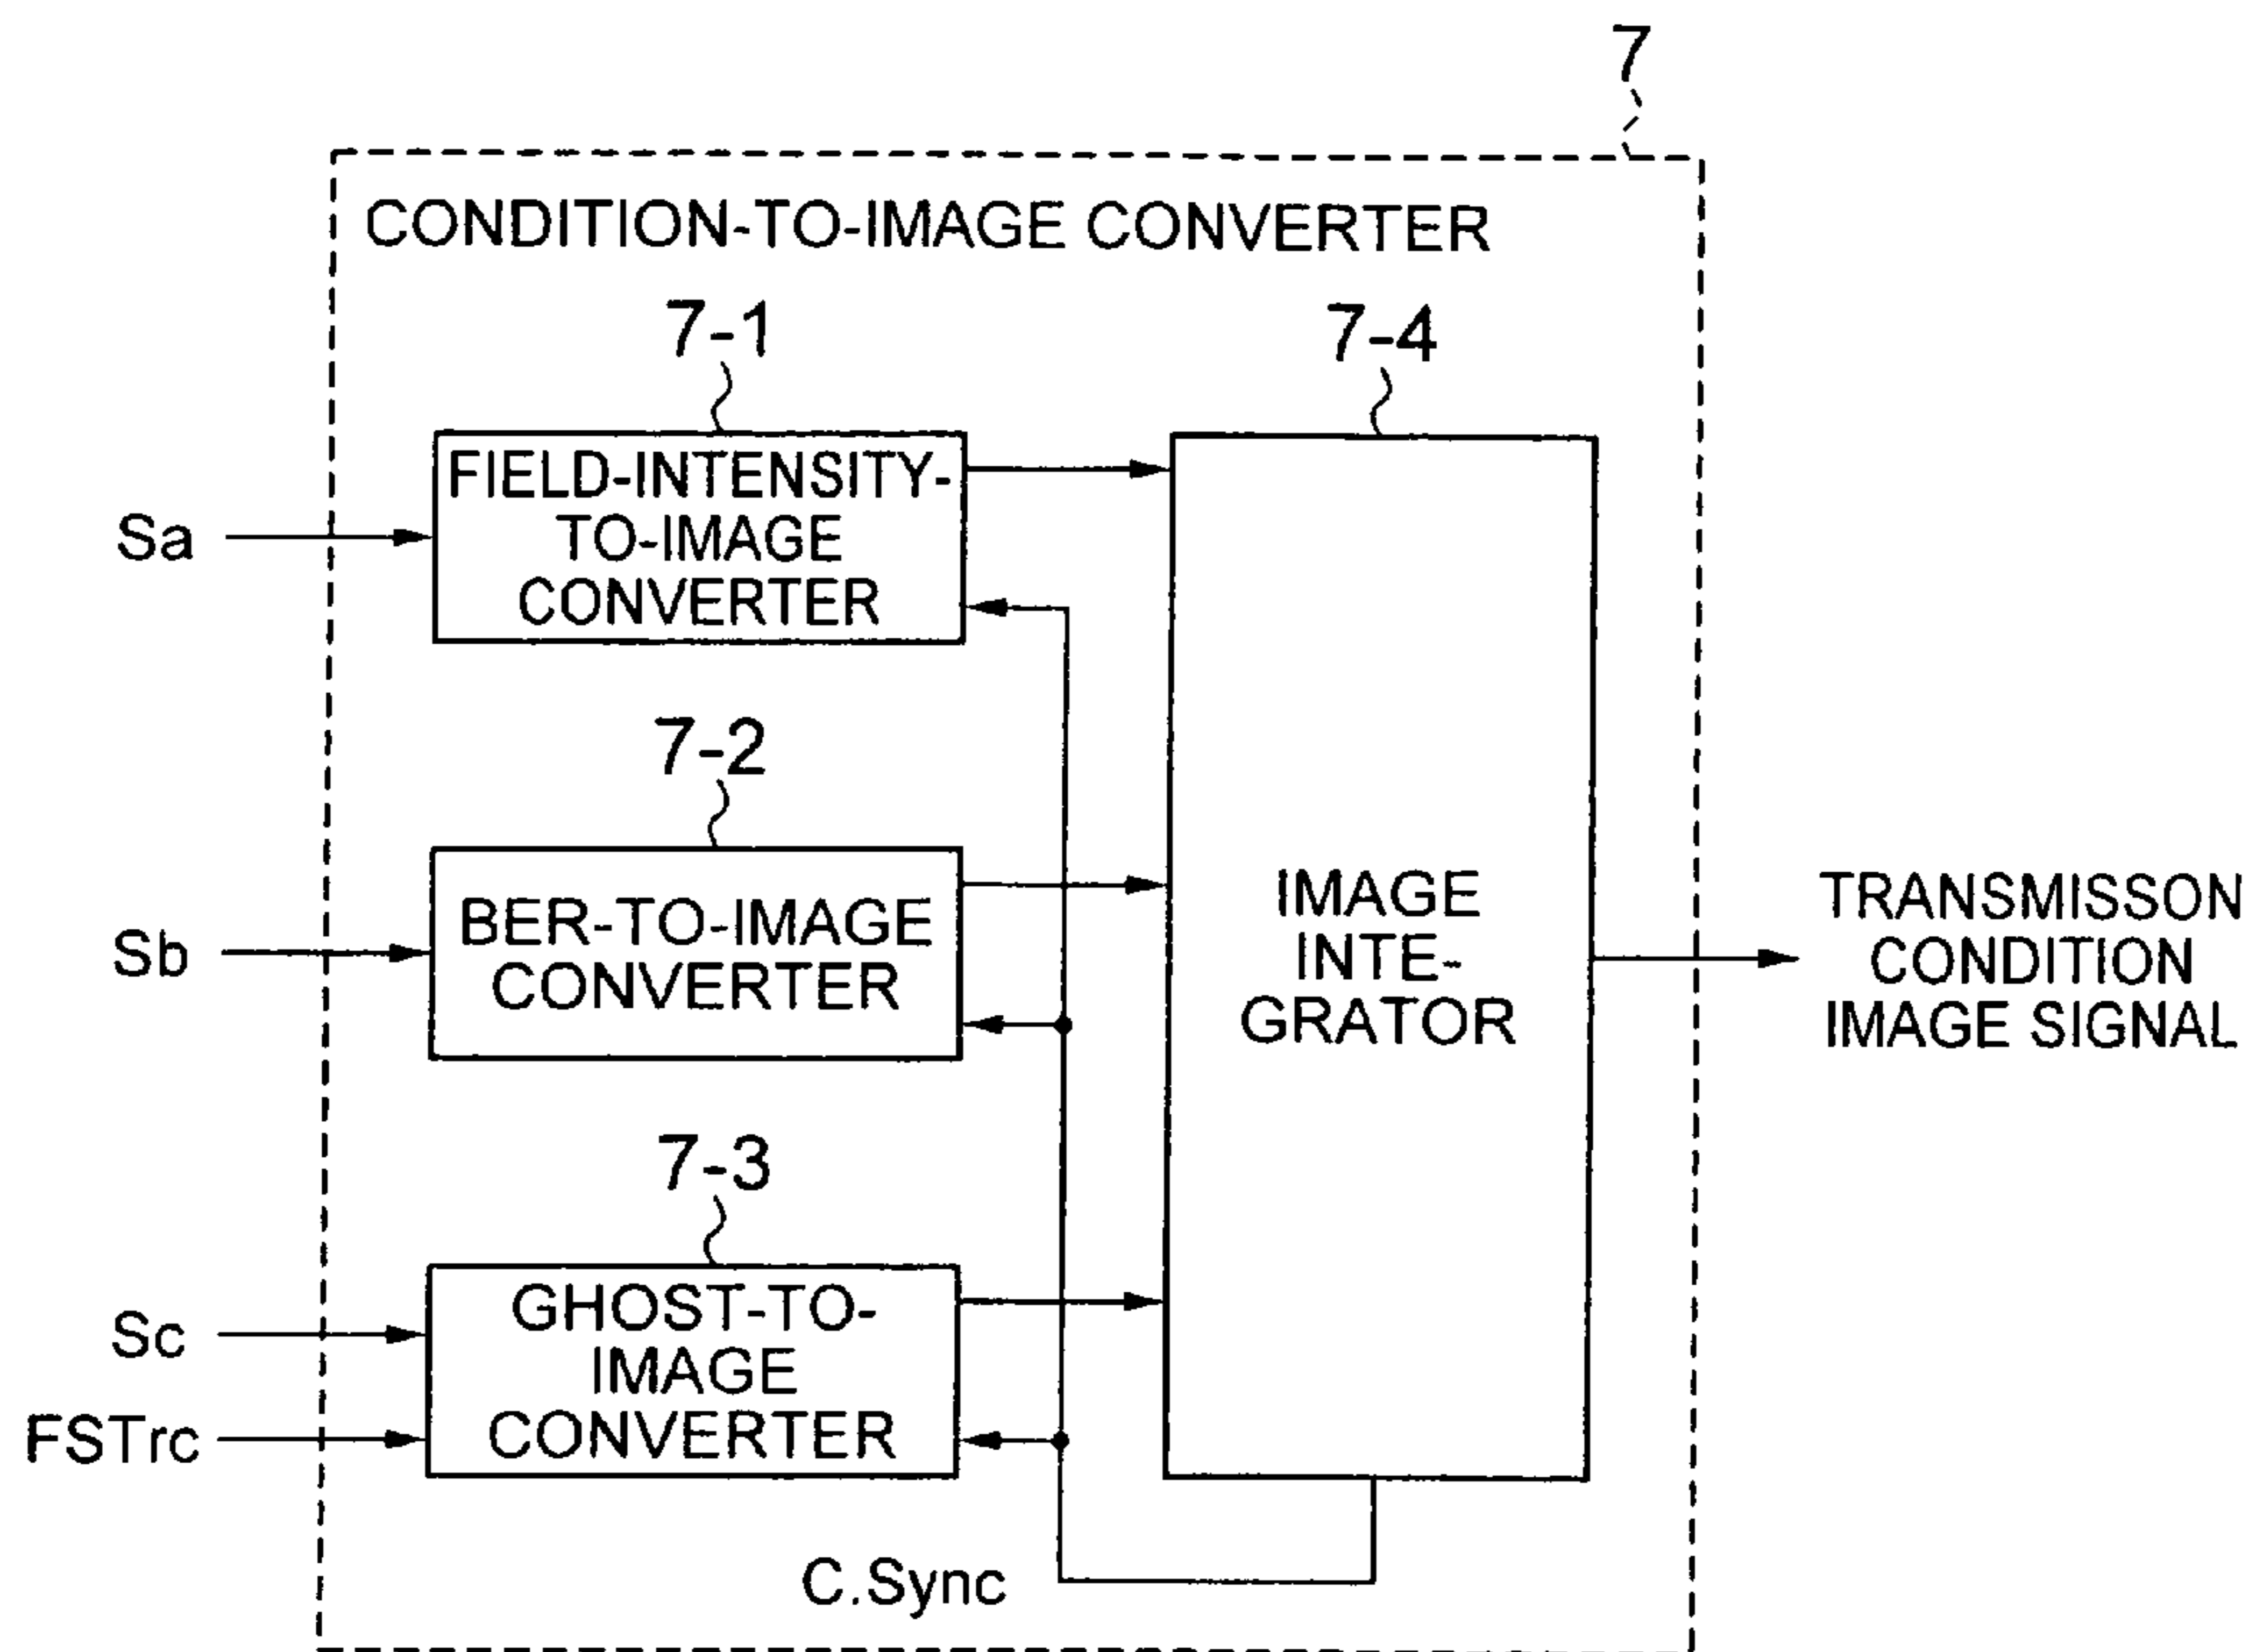 7
CONDITION-TO-IMAGE CONVERTER
7-1
7-4
FIELD-INTENSITY-
TO-IMAGE
CONVERTER
Sa
7-2
BER-TO-IMAGE
CONVERTER
Sb
IMAGE
INTE-
GRATOR
TRANSMISSON
CONDITION
IMAGE SIGNAL
7-3
GHOST-TO-
IMAGE
CONVERTER
Sc
FSTrc
C.Sync